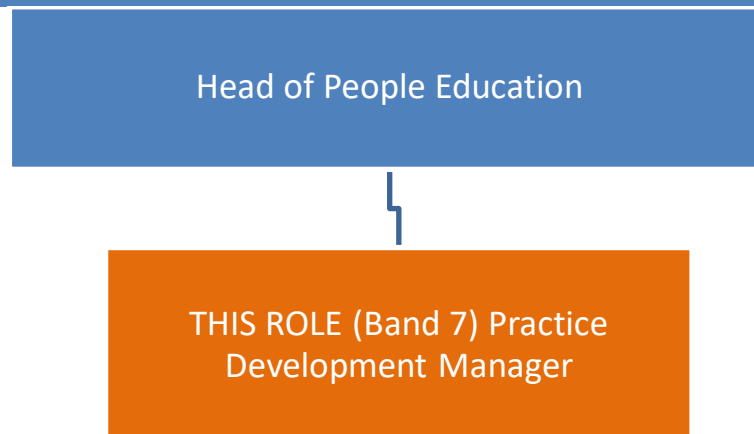 Head of People Education
THIS ROLE (Band 7) Practice
Development Manager